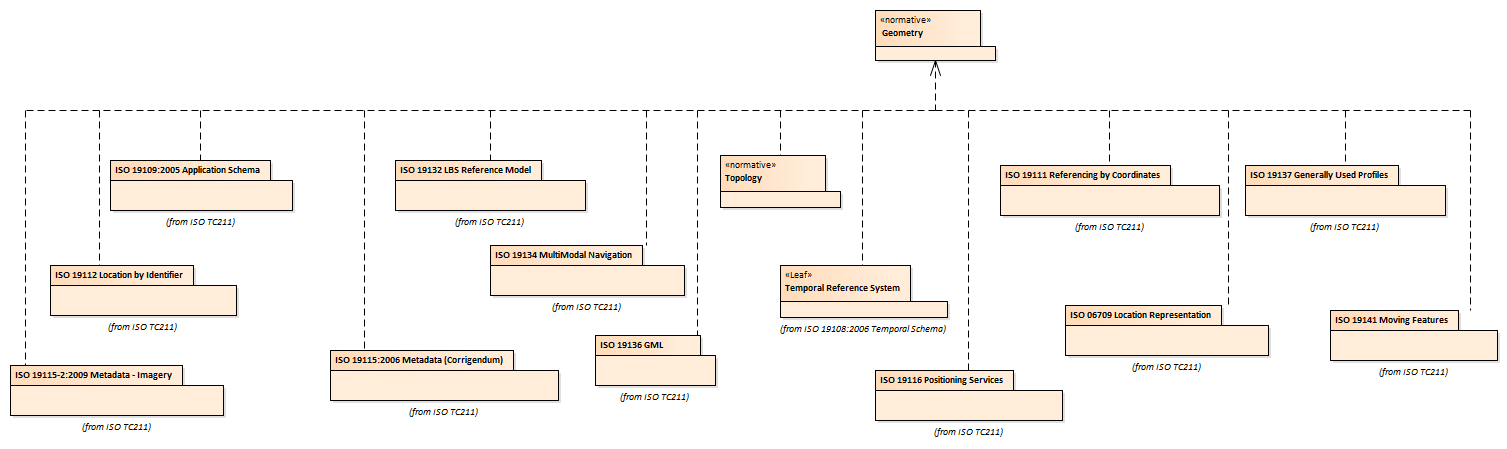 «normative»
Geometry
ISO 19109:2005 Application Schema
(from ISO TC211)
ISO 19132 LBS Reference Model
(from ISO TC211)
«normative»
Topology
ISO 19111 Referencing by Coordinates
(from ISO TC211)
ISO 19137 Generally Used Profiles
(from ISO TC211)
ISO 19112 Location by Identifier
(from ISO TC211)
ISO 19134 MultiModal Navigation
(from ISO TC211)
«Leaf»
Temporal Reference System
(from ISO 19108:2006 Temporal Schema)
ISO 06709 Location Representation
(from ISO TC211)
ISO 19141 Moving Features
(from ISO TC211)
ISO 19115-2:2009 Metadata - Imagery
(from ISO TC211)
ISO 19115:2006 Metadata (Corrigendum)
(from ISO TC211)
ISO 19136 GML
(from ISO TC211)
ISO 19116 Positioning Services
(from ISO TC211)